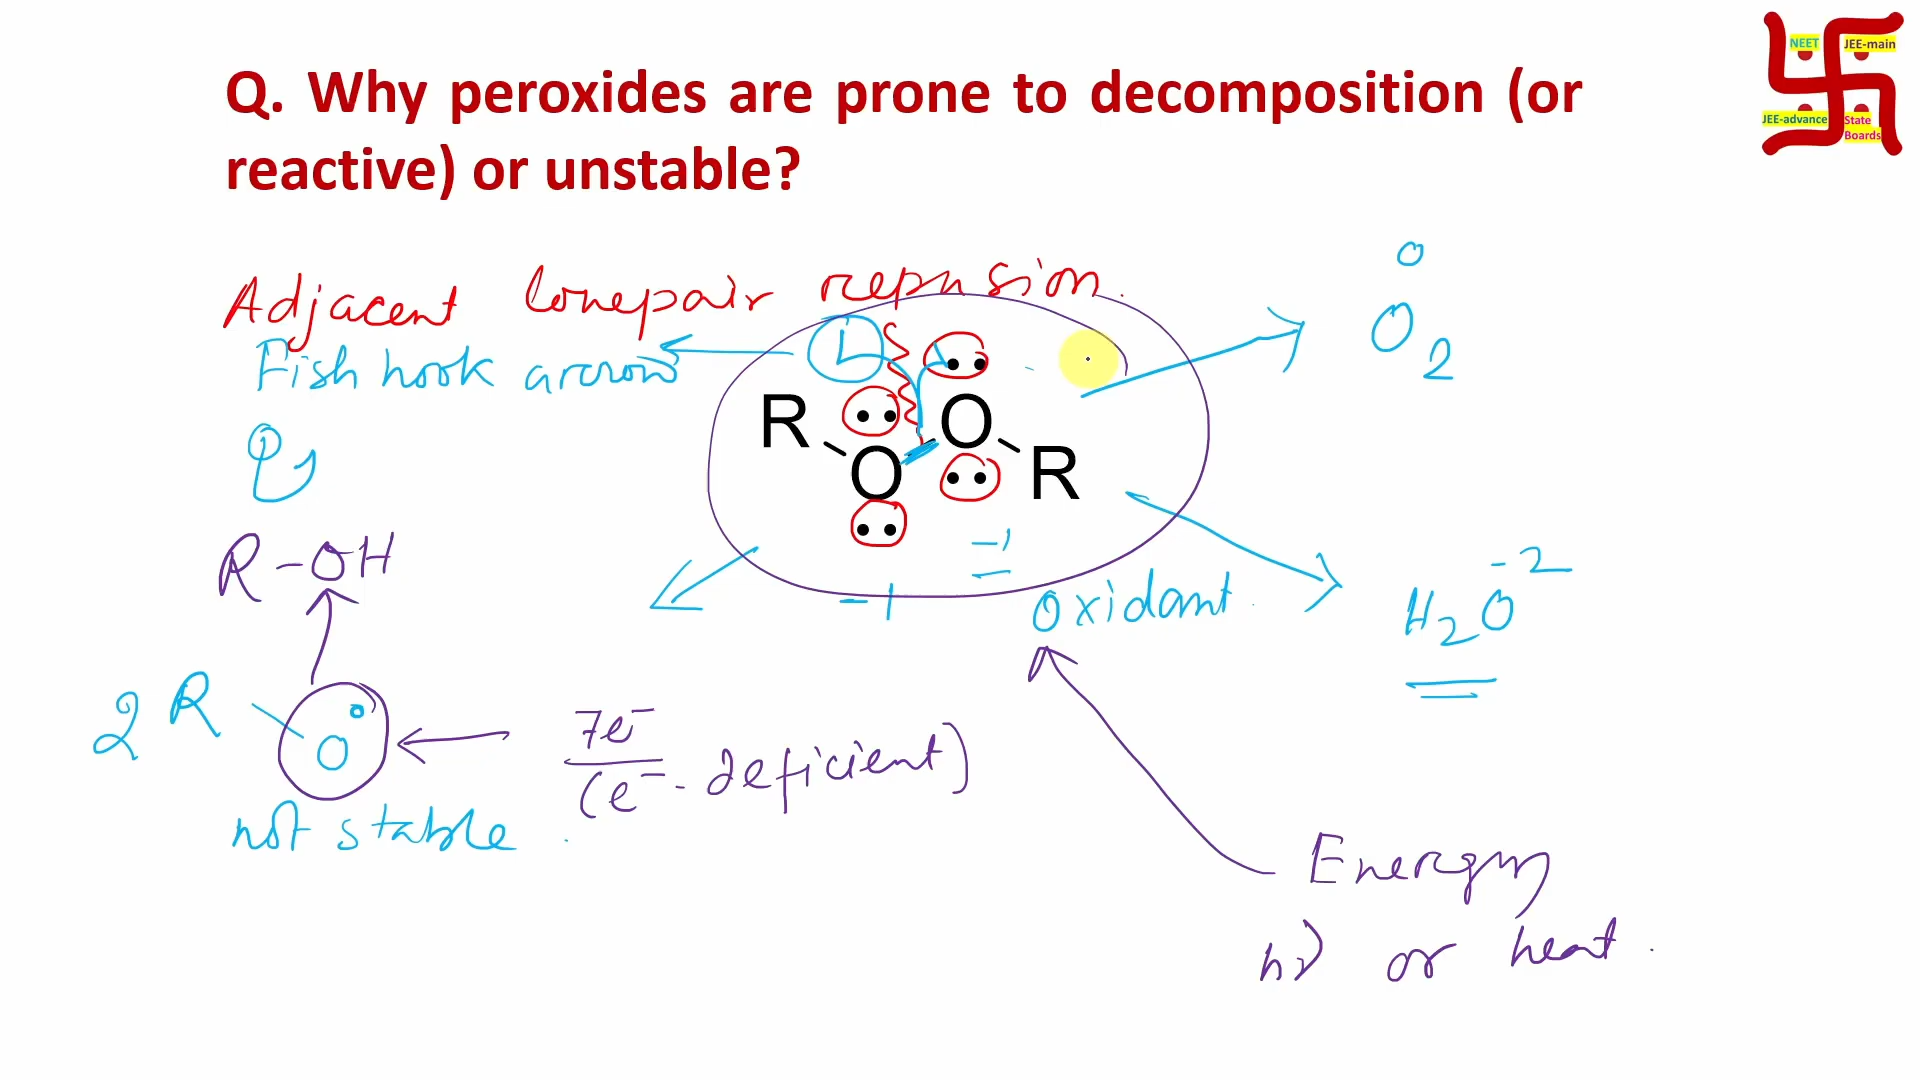 NEET JEE-main
Q. Why peroxides are prone to decomposition (or
reactive) or unstable?
JEE-advance State
Boards
Adjacent lonepair repusion.
Fish hook arrow
R O O R
-1 -1
Oxidant.
0
O2
-2
H2O
R-OH
2 R O
not stable.
7e-
(e- - deficient)
Energy
hν or heat.